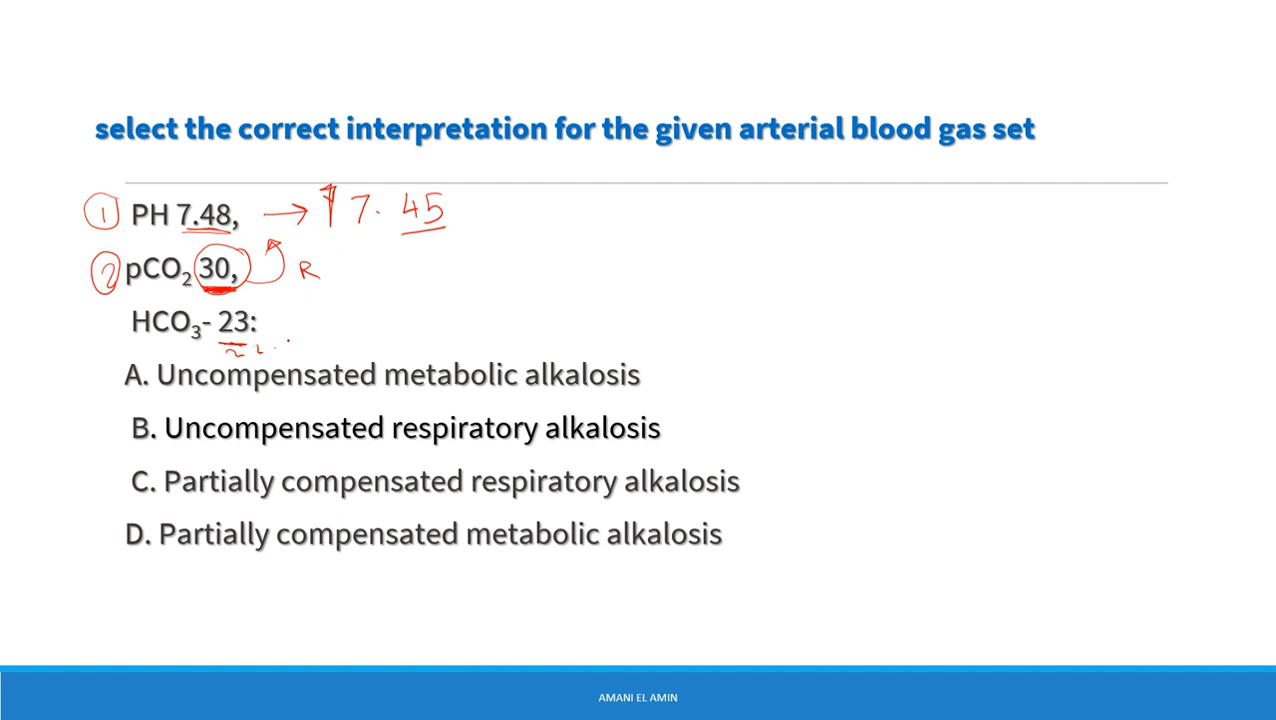 select the correct interpretation for the given arterial blood gas set
1 PH 7.48, → ↑ 7.45
2 pCO₂ 30, R
HCO₃- 23:
22
A. Uncompensated metabolic alkalosis
B. Uncompensated respiratory alkalosis
C. Partially compensated respiratory alkalosis
D. Partially compensated metabolic alkalosis
AMANI EL AMIN